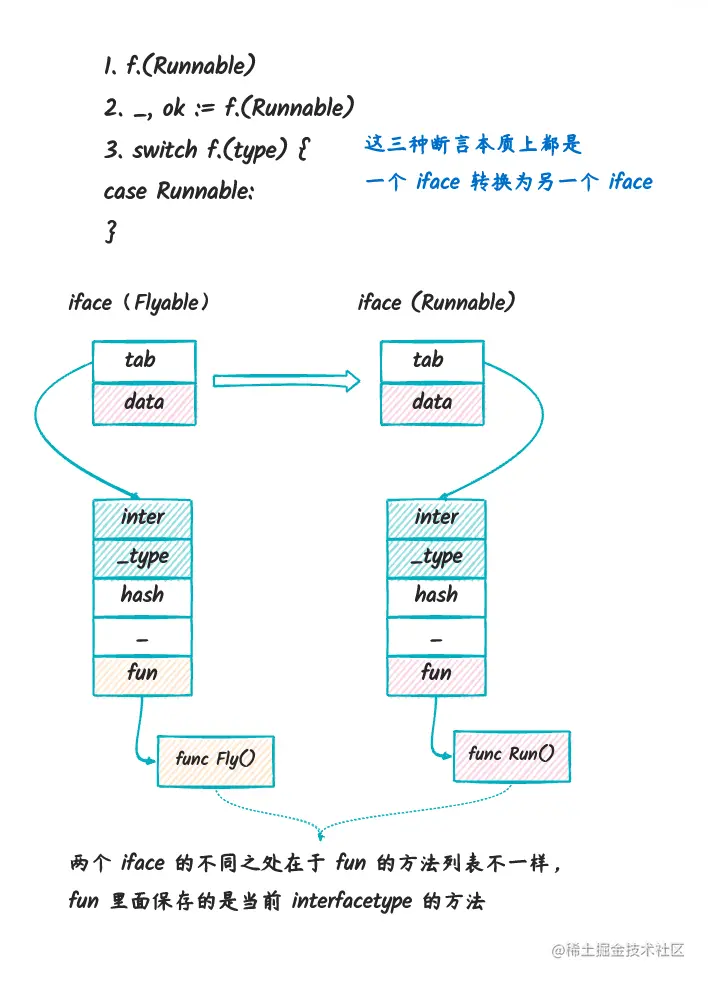 1. f.(Runnable)
2. _, ok := f.(Runnable)
3. switch f.(type) {
case Runnable:
}
这三种断言本质上都是
一个 iface 转换为另一个 iface
iface（Flyable）
iface (Runnable)
tab
data
tab
data
inter
_type
hash
_
fun
inter
_type
hash
_
fun
func Fly()
func Run()
两个 iface 的不同之处在于 fun 的方法列表不一样，
fun 里面保存的是当前 interfacetype 的方法
@稀土掘金技术社区